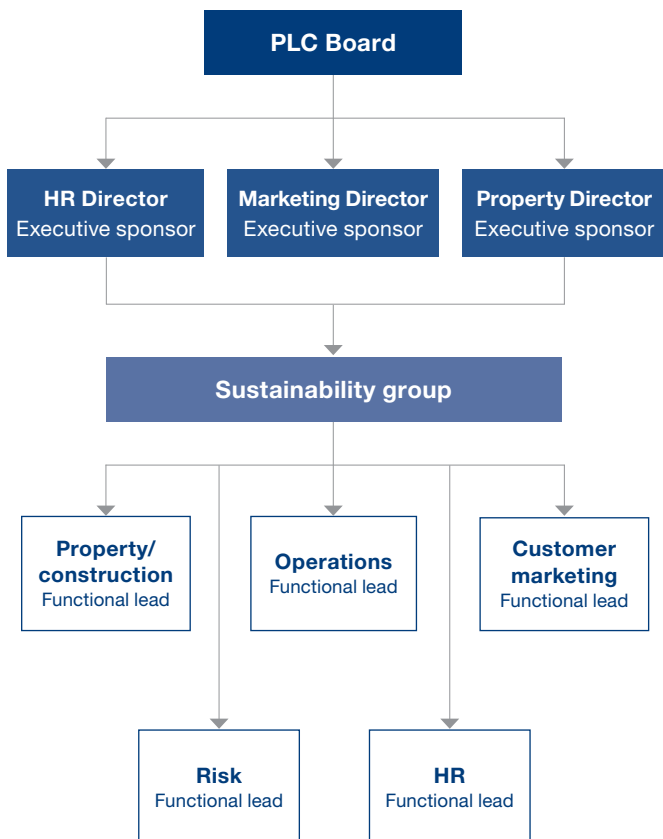 PLC Board
HR Director
Executive sponsor
Marketing Director
Executive sponsor
Property Director
Executive sponsor
Sustainability group
Property/
construction
Functional lead
Operations
Functional lead
Customer
marketing
Functional lead
Risk
Functional lead
HR
Functional lead